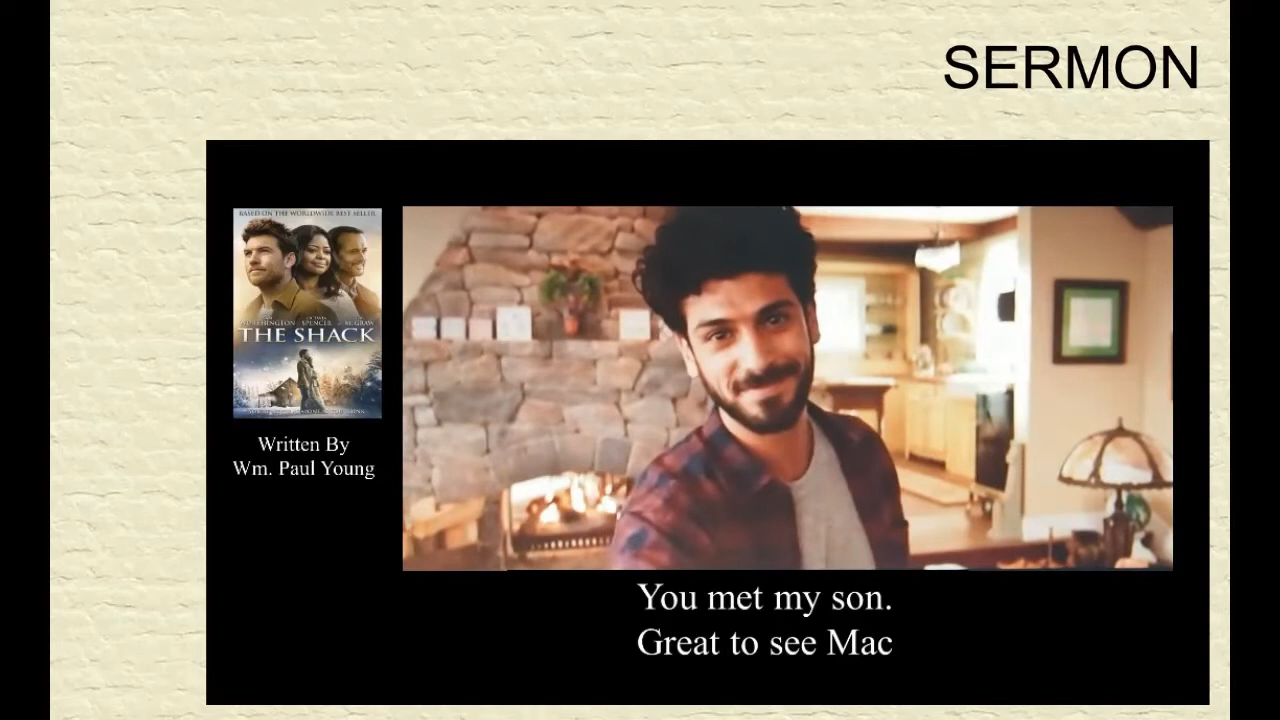 SERMON
BASED ON THE WORLDWIDE BEST SELLER
SPENCER
THE SHACK
Written By
Wm. Paul Young
You met my son.
Great to see Mac